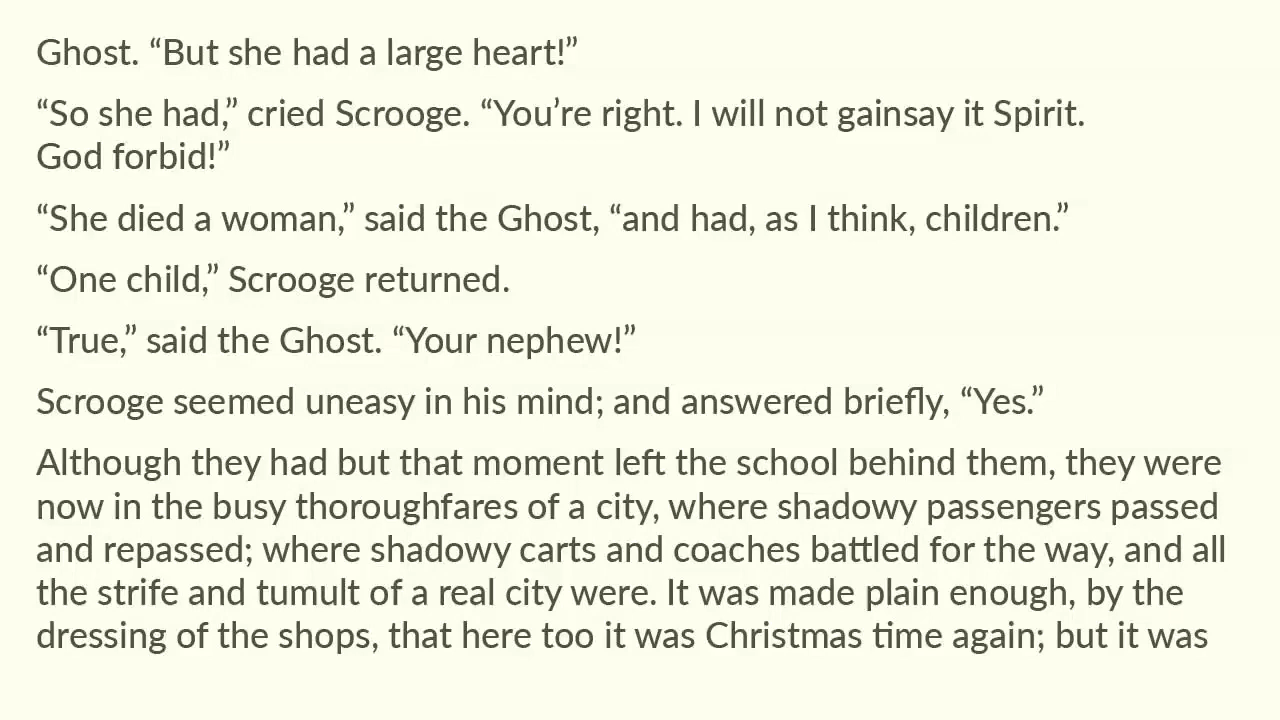 Ghost. “But she had a large heart!”
“So she had,” cried Scrooge. “You’re right. I will not gainsay it Spirit.
God forbid!”
“She died a woman,” said the Ghost, “and had, as I think, children.”
“One child,” Scrooge returned.
“True,” said the Ghost. “Your nephew!”
Scrooge seemed uneasy in his mind; and answered briefly, “Yes.”
Although they had but that moment left the school behind them, they were
now in the busy thoroughfares of a city, where shadowy passengers passed
and repassed; where shadowy carts and coaches battled for the way, and all
the strife and tumult of a real city were. It was made plain enough, by the
dressing of the shops, that here too it was Christmas time again; but it was